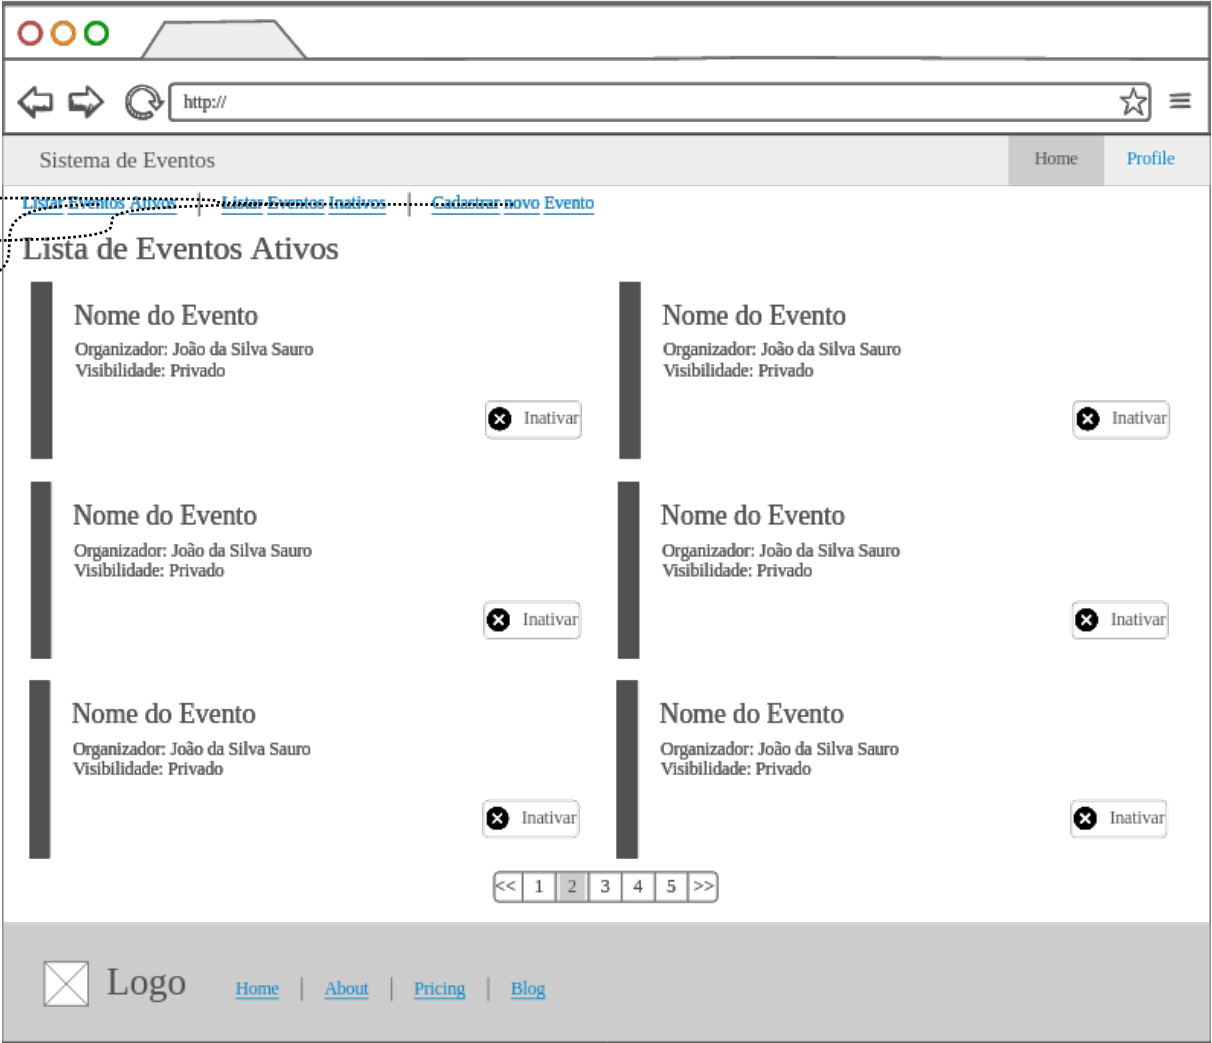 http://
Sistema de Eventos Home Profile
Listar Eventos Ativos | Listar Eventos Inativos | Cadastrar novo Evento
Lista de Eventos Ativos
Nome do Evento
Organizador: João da Silva Sauro
Visibilidade: Privado
Inativar
Nome do Evento
Organizador: João da Silva Sauro
Visibilidade: Privado
Inativar
Nome do Evento
Organizador: João da Silva Sauro
Visibilidade: Privado
Inativar
Nome do Evento
Organizador: João da Silva Sauro
Visibilidade: Privado
Inativar
Nome do Evento
Organizador: João da Silva Sauro
Visibilidade: Privado
Inativar
Nome do Evento
Organizador: João da Silva Sauro
Visibilidade: Privado
Inativar
<< 1 2 3 4 5 >>
Logo Home | About | Pricing | Blog